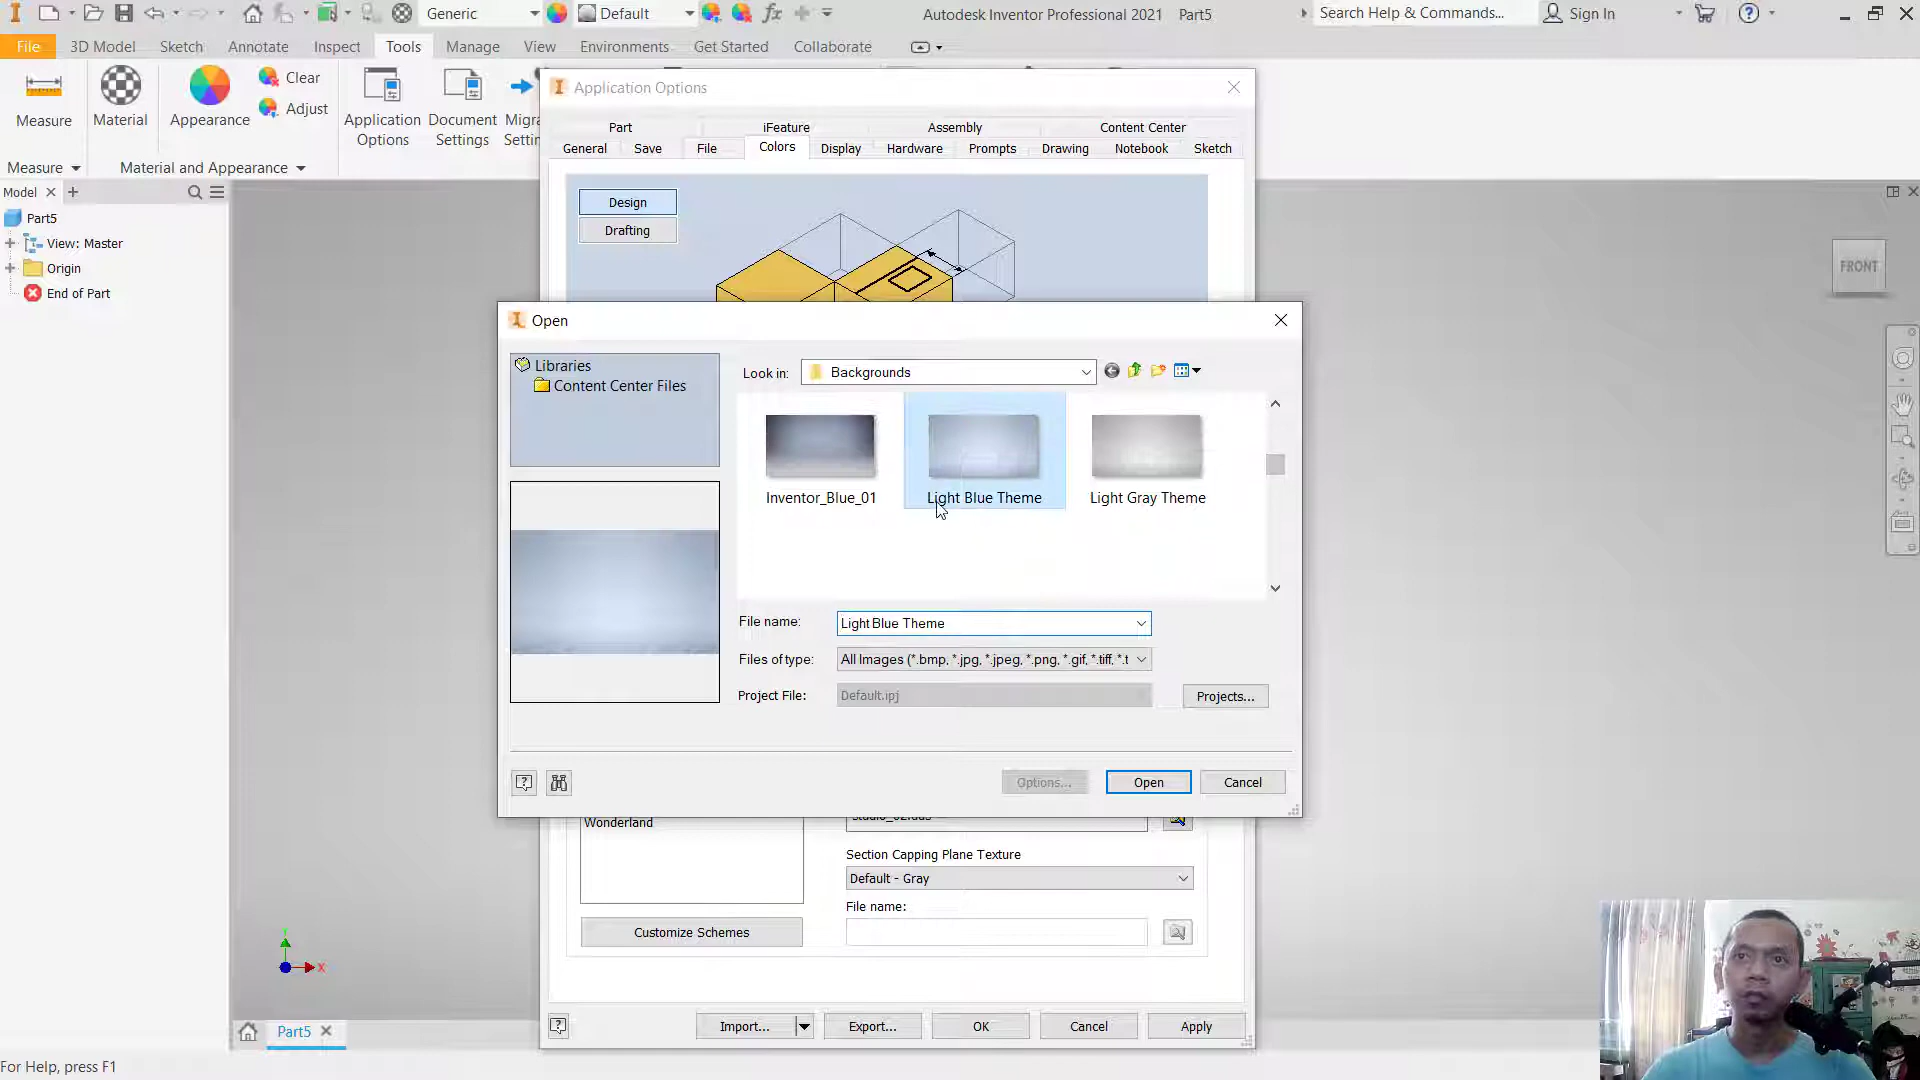 Generic
Default
Autodesk Inventor Professional 2021 Part5
Search Help & Commands...
Sign In
File 3D Model Sketch Annotate Inspect Tools Manage View Environments Get Started Collaborate
Measure
Material
Appearance
Clear
Adjust
Application Options
Document Settings
Measure
Material and Appearance
Application Options
Part iFeature Assembly Content Center
General Save File Colors Display Hardware Prompts Drawing Notebook Sketch
Design
Drafting
Model
Part5
View: Master
Origin
End of Part
FRONT
Open
Libraries
Content Center Files
Look in: Backgrounds
Inventor_Blue_01
Light Blue Theme
Light Gray Theme
File name: Light Blue Theme
Files of type: All Images (*.bmp, *.jpg, *.jpeg, *.png, *.gif, *.tiff, *.t
Project File: Default.ipj
Projects...
Options... Open Cancel
Wonderland
Section Capping Plane Texture
Default - Gray
File name:
Customize Schemes
X
Import... Export... OK Cancel Apply
Part5
For Help, press F1